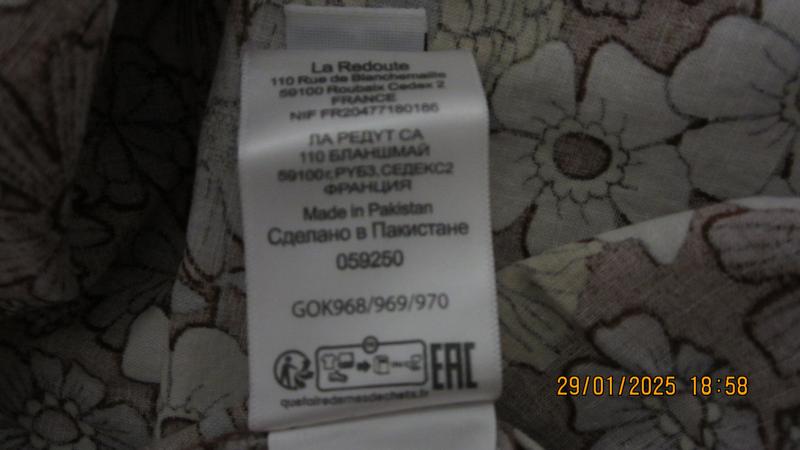 La Redoute
110 Rue de Blanchemaille
59100 Roubaix Cedex 2
FRANCE
NIF FR20477180186
ЛА РЕДУТ СА
110 БЛАНШМАЙ
59100г.РУБЗ,СЕДЕКС2
ФРАНЦИЯ
Made in Pakistan
Сделано в Пакистане
059250
GOK968/969/970
EAC
quefairedemesdechets.fr
29/01/2025 18:58